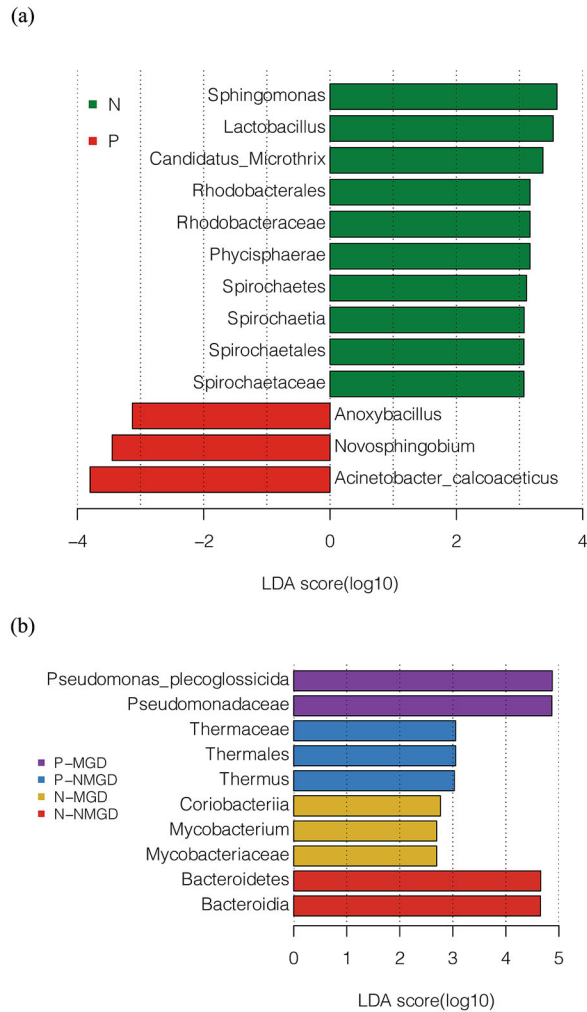 (a)
N
P
Sphingomonas
Lactobacillus
Candidatus_Microthrix
Rhodobacterales
Rhodobacteraceae
Phycisphaerae
Spirochaetes
Spirochaetia
Spirochaetales
Spirochaetaceae
Anoxybacillus
Novosphingobium
Acinetobacter_calcoaceticus
−4 −2 0 2 4
LDA score(log10)
(b)
P−MGD
P−NMGD
N−MGD
N−NMGD
Pseudomonas_plecoglossicida
Pseudomonadaceae
Thermaceae
Thermales
Thermus
Coriobacteriia
Mycobacterium
Mycobacteriaceae
Bacteroidetes
Bacteroidia
0 1 2 3 4 5
LDA score(log10)